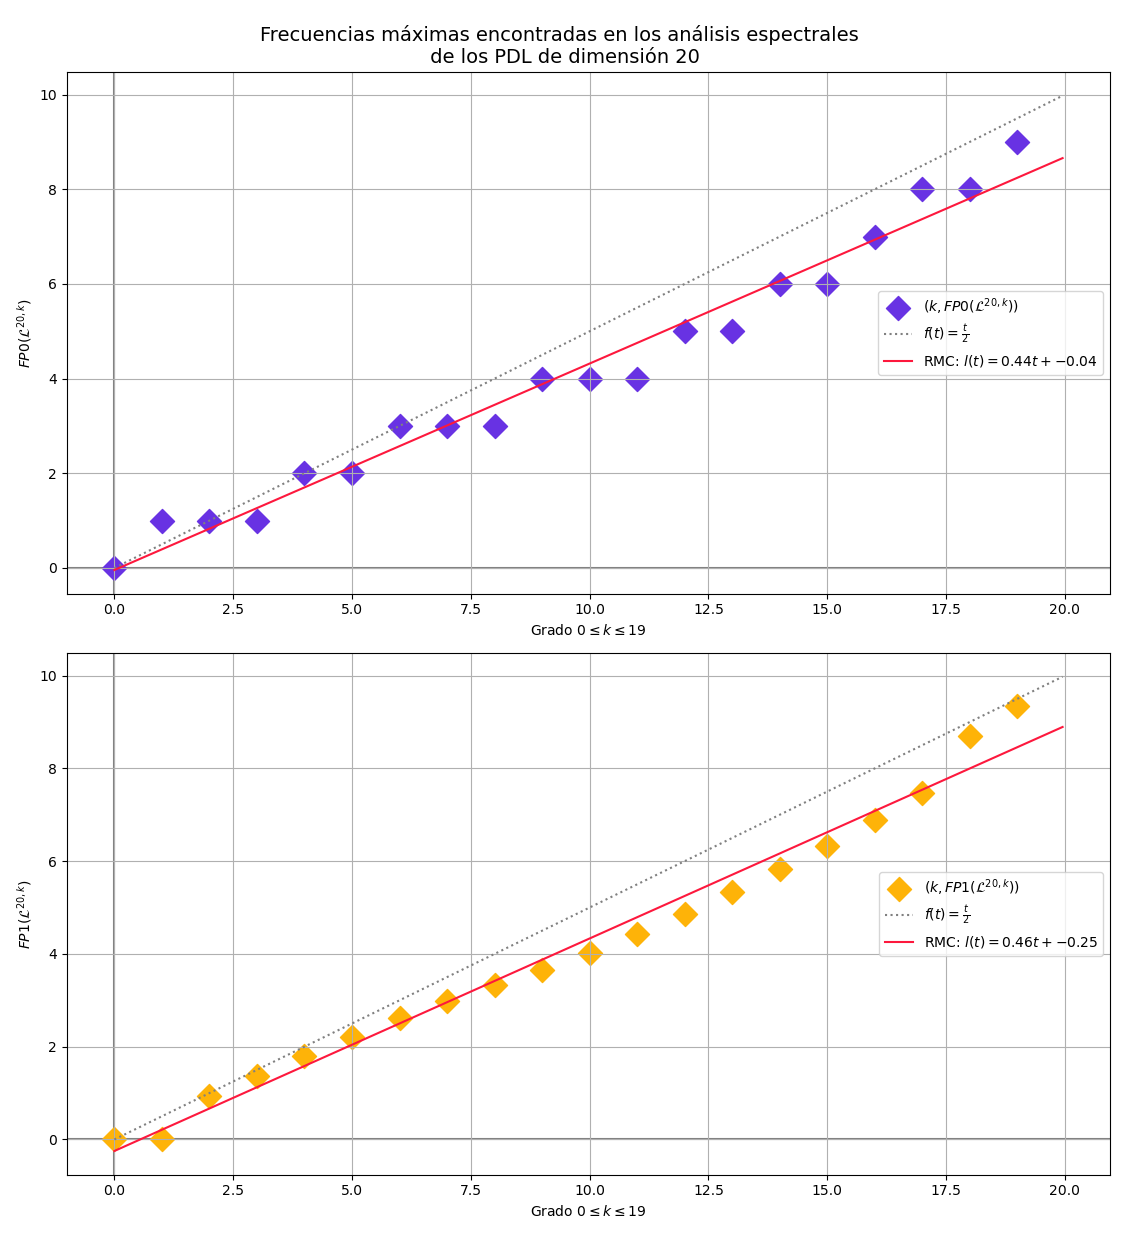 Frecuencias máximas encontradas en los análisis espectrales
de los PDL de dimensión 20
10
8
6
4
2
0
FP0(ℒ^{20,k})
(k, FP0(ℒ^{20,k}))
f(t) = t/2
RMC: l(t) = 0.44t + −0.04
0.0 2.5 5.0 7.5 10.0 12.5 15.0 17.5 20.0
Grado 0 ≤ k ≤ 19
10
8
6
4
2
0
FP1(ℒ^{20,k})
(k, FP1(ℒ^{20,k}))
f(t) = t/2
RMC: l(t) = 0.46t + −0.25
0.0 2.5 5.0 7.5 10.0 12.5 15.0 17.5 20.0
Grado 0 ≤ k ≤ 19